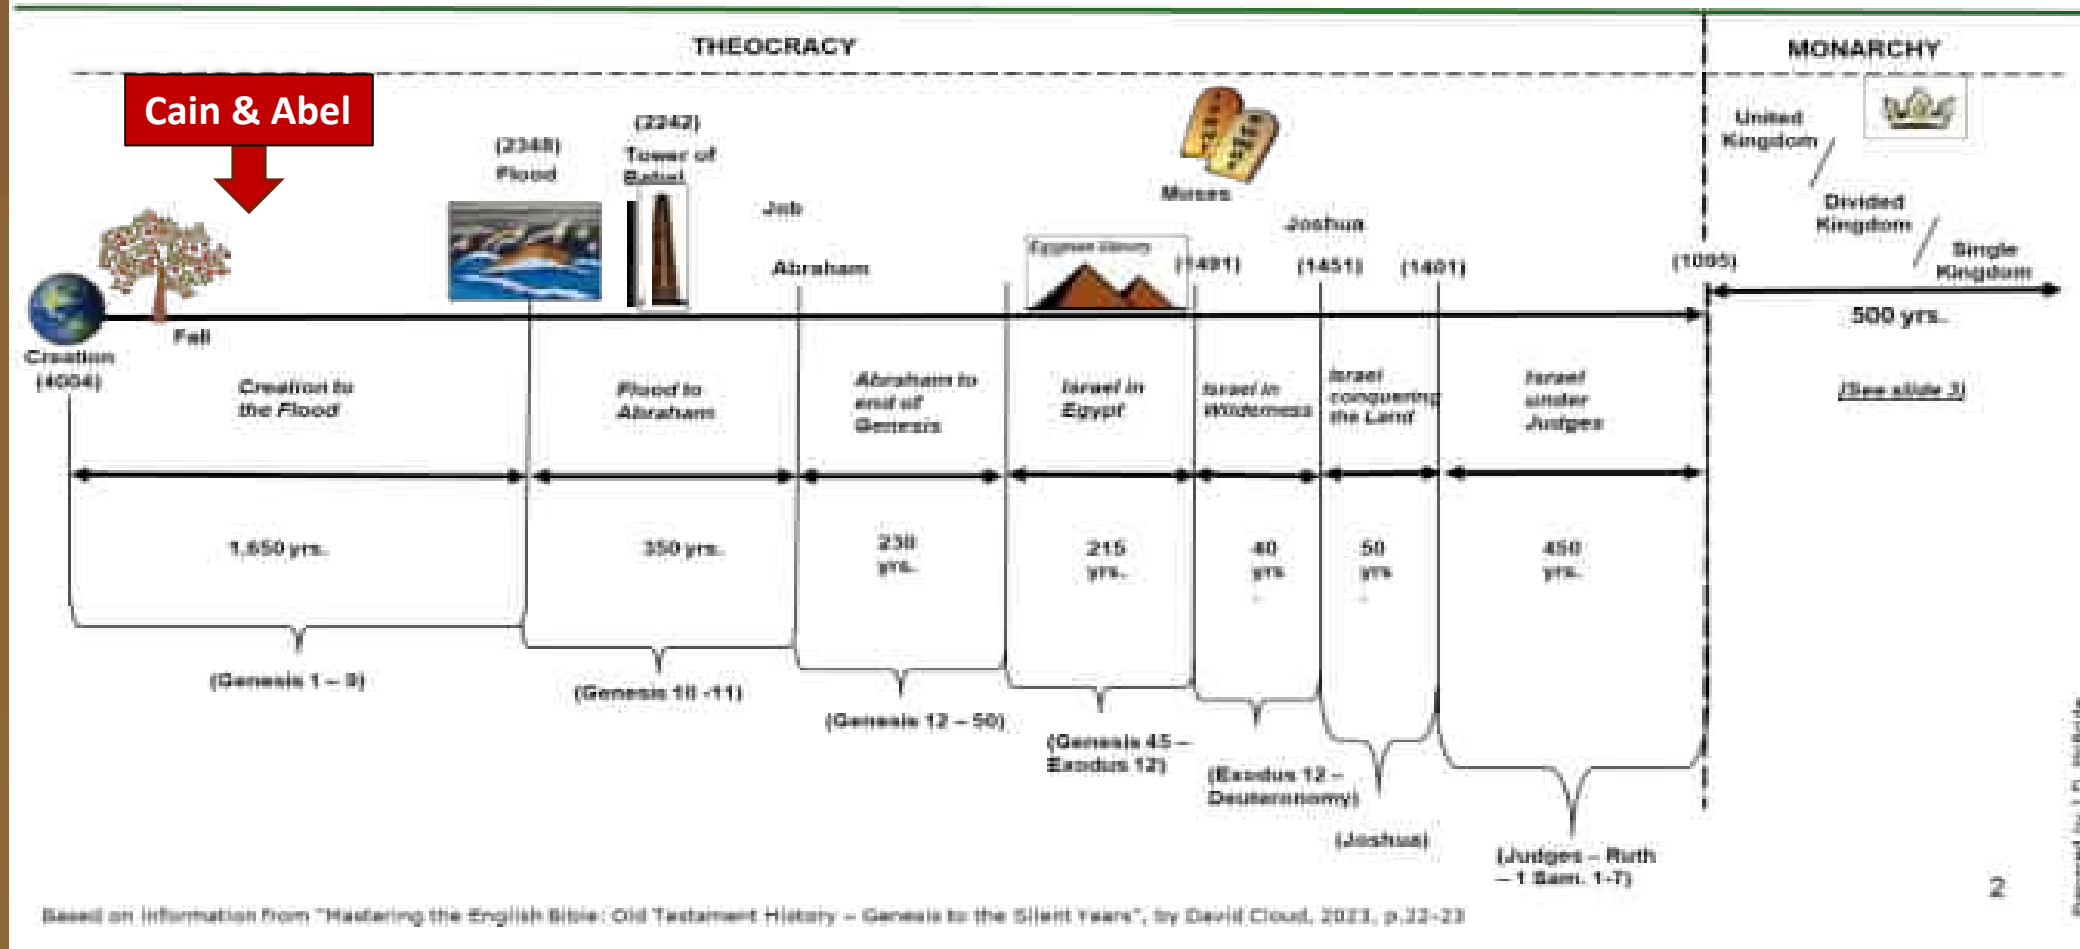 THEOCRACY
MONARCHY
Cain & Abel
(2348)
Flood
(2242)
Tower of
Babel
Job
Abraham
Moses
Joshua
Egyptian slavery
(1491)
(1451)
(1401)
(1095)
United
Kingdom
Divided
Kingdom
Single
Kingdom
500 yrs.
(See slide 3)
Fall
Creation
(4004)
Creation to
the Flood
Flood to
Abraham
Abraham to
end of
Genesis
Israel in
Egypt
Israel in
Wilderness
Israel
conquering
the Land
Israel
under
Judges
1,650 yrs.
350 yrs.
230
yrs.
215
yrs.
40
yrs
.
50
yrs
.
450
yrs.
(Genesis 1 – 9)
(Genesis 10 -11)
(Genesis 12 – 50)
(Genesis 45 –
Exodus 12)
(Exodus 12 –
Deuteronomy)
(Joshua)
(Judges – Ruth
– 1 Sam. 1-7)
2
Based on information from "Mastering the English Bible: Old Testament History – Genesis to the Silent Years", by David Cloud, 2023, p.22-23
Prepared by